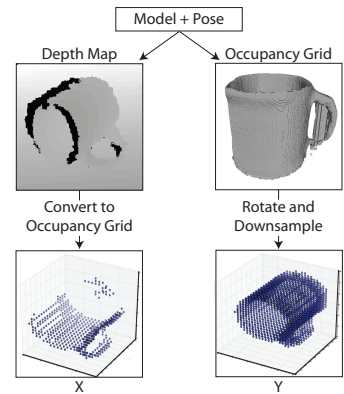 Model + Pose
Depth Map
Occupancy Grid
Convert to
Occupancy Grid
Rotate and
Downsample
X
Y